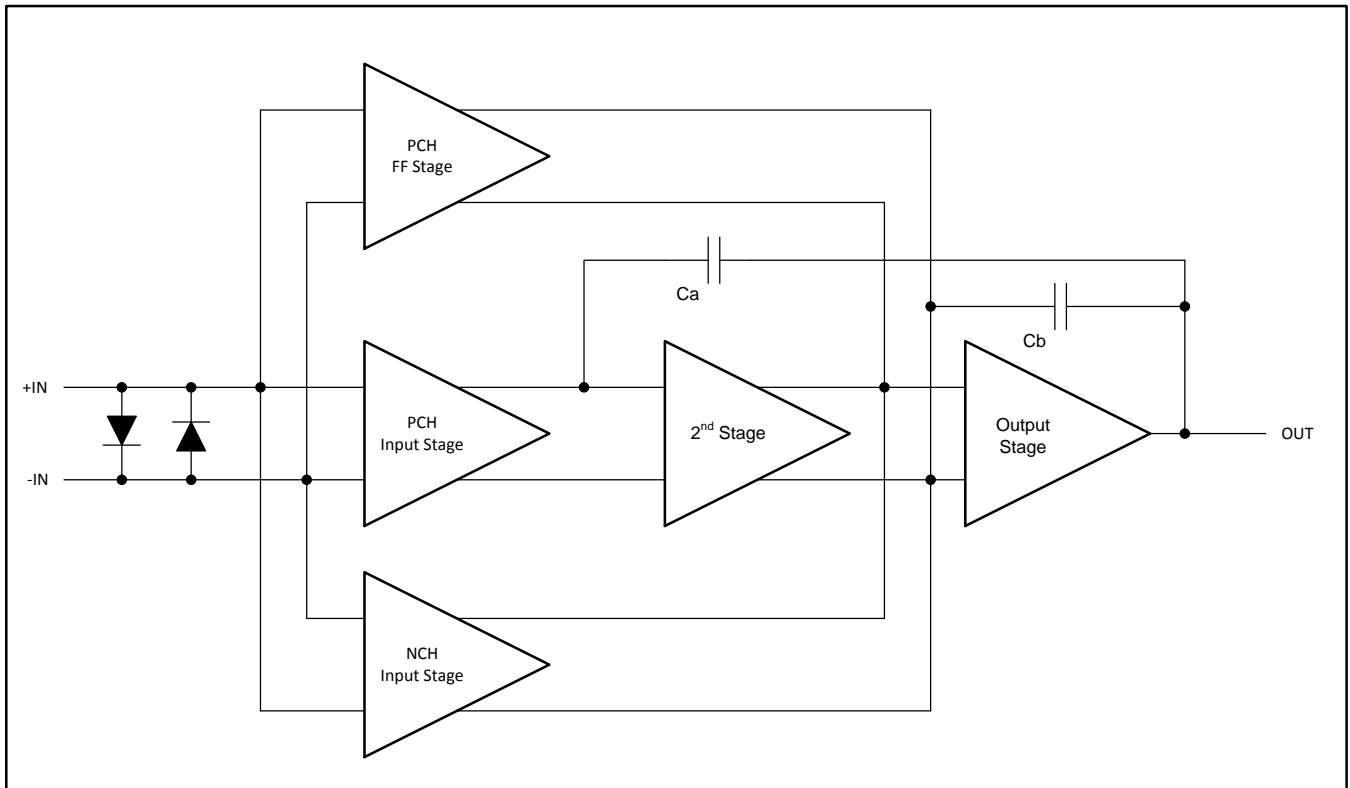 PCH
FF Stage
Ca
Cb
+IN
-IN
PCH
Input Stage
2nd Stage
Output
Stage
OUT
NCH
Input Stage